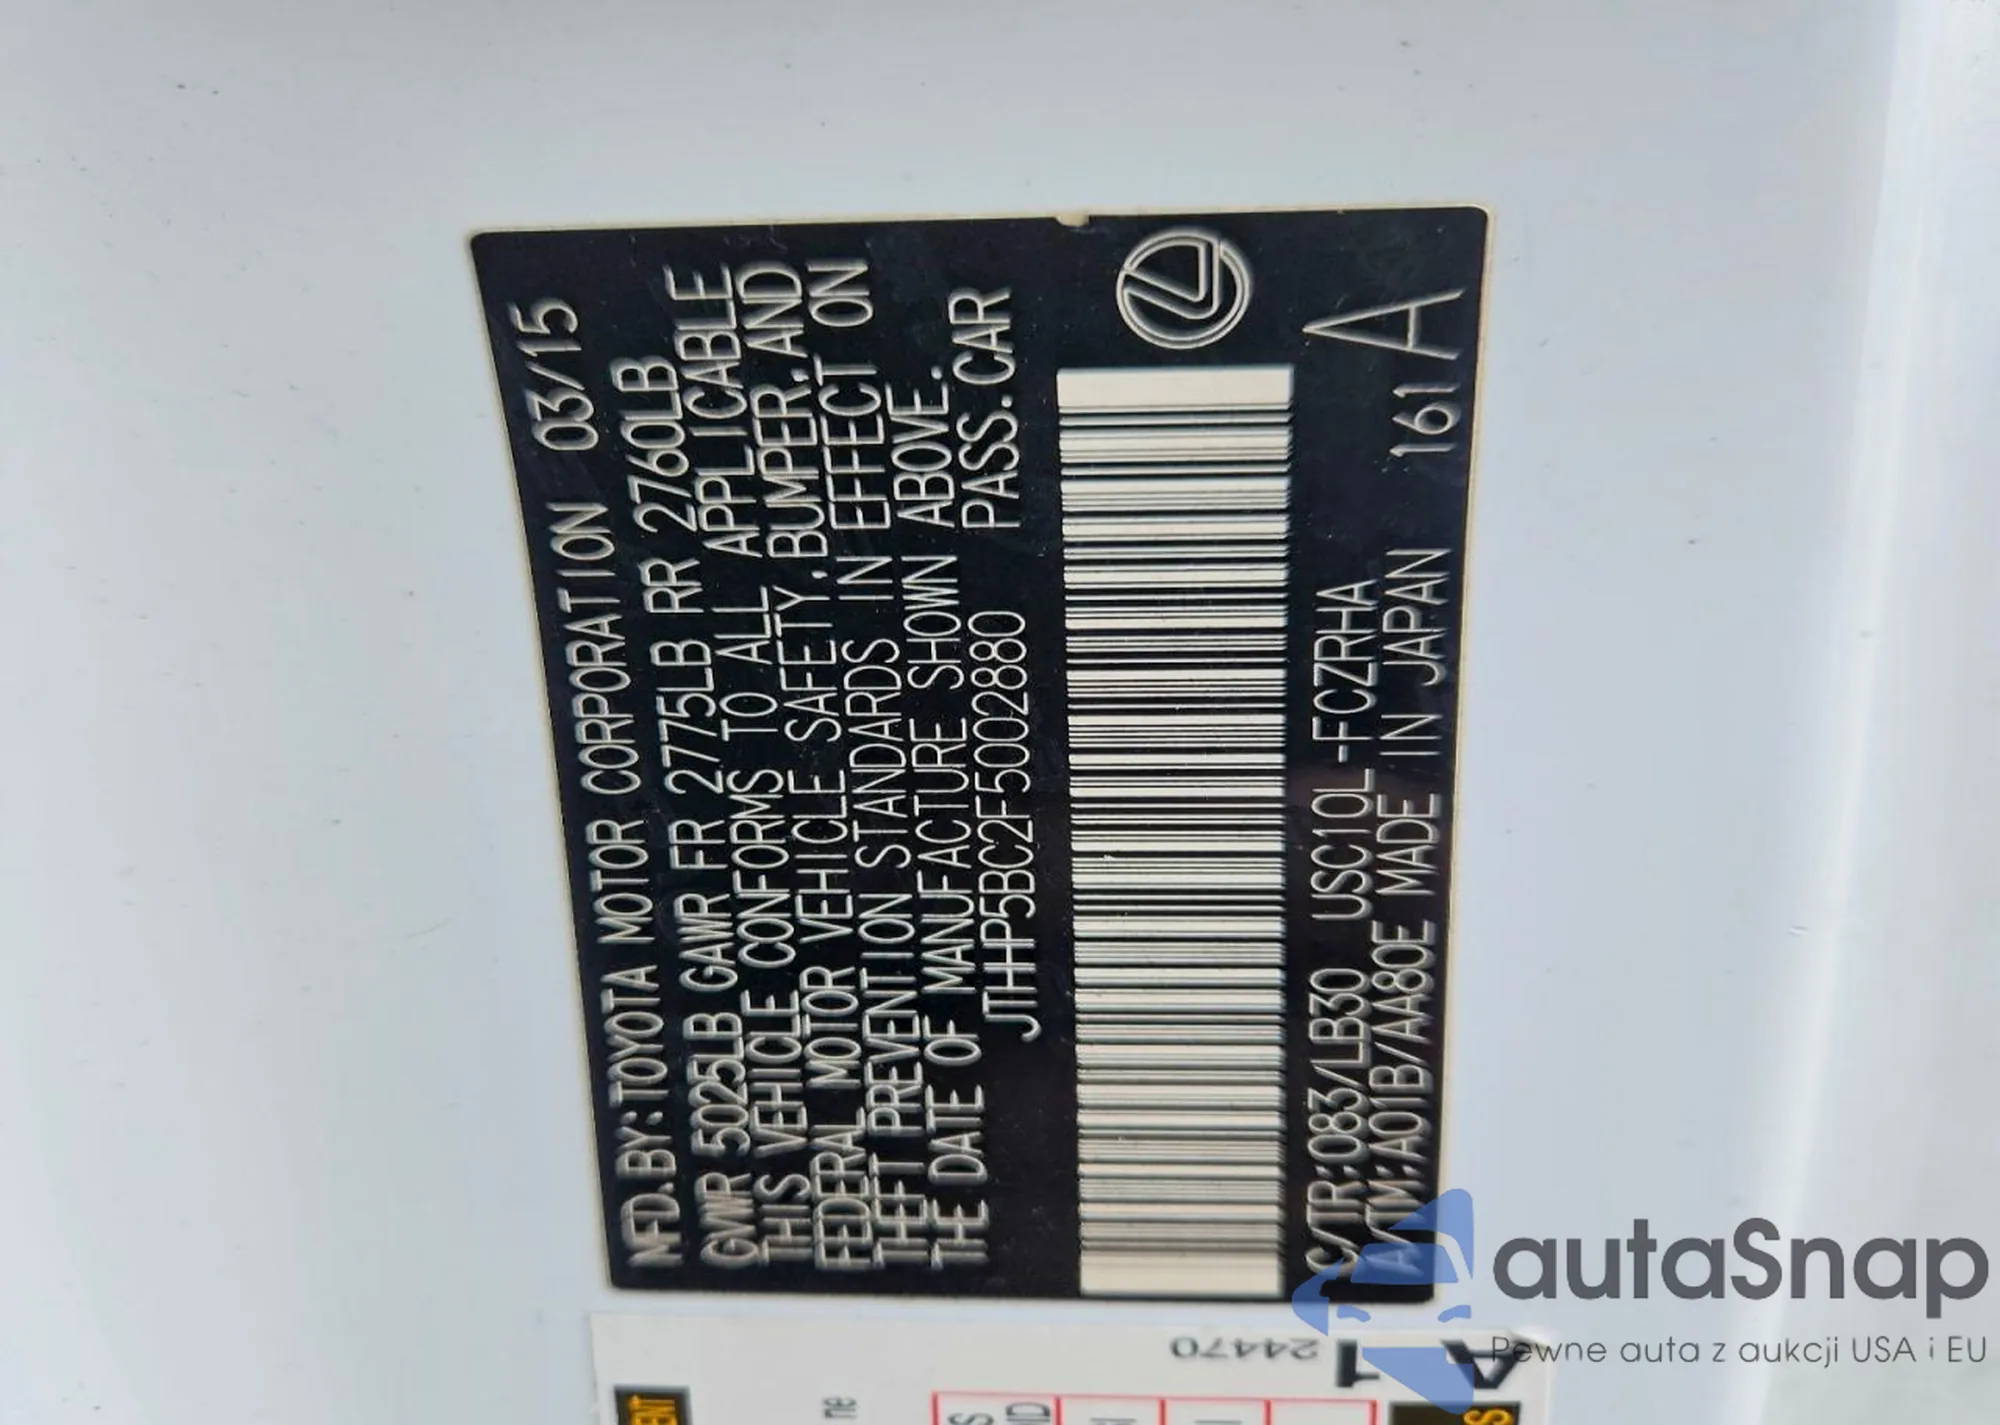 MFD.BY:TOYOTA MOTOR CORPORATION 03/15
GVWR 5025LB GAWR FR 2775LB RR 2760LB
THIS VEHICLE CONFORMS TO ALL APPLICABLE
FEDERAL MOTOR VEHICLE SAFETY,BUMPER,AND
THEFT PREVENTION STANDARDS IN EFFECT ON
THE DATE OF MANUFACTURE SHOWN ABOVE.
JTHHP5BC2F5002880 PASS.CAR
C/TR:083/LB30 USC10L-FCZRHA
A/TM:A01B/AA80E MADE IN JAPAN 161 A
24470
1
A
autaSnap
Pewne auta z aukcji USA i EU